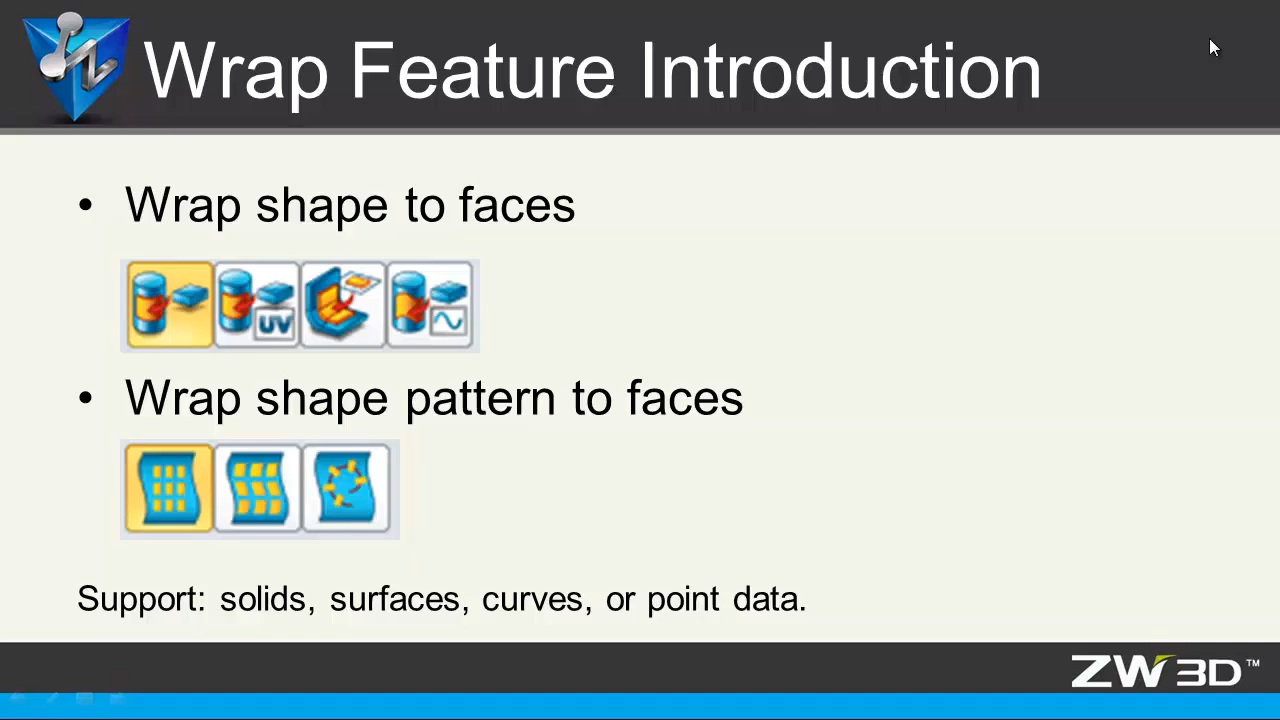 Wrap Feature Introduction
• Wrap shape to faces
UV
• Wrap shape pattern to faces
Support: solids, surfaces, curves, or point data.
ZW3D™